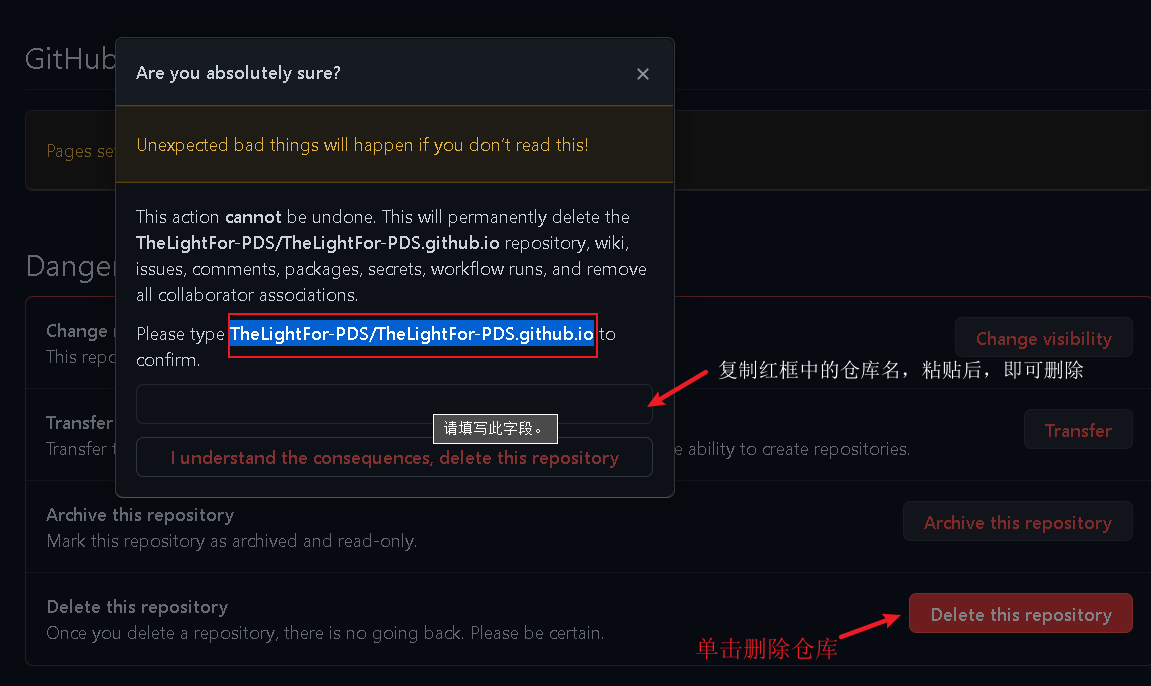 GitHub
Are you absolutely sure?
Pages se
Unexpected bad things will happen if you don’t read this!
This action cannot be undone. This will permanently delete the
TheLightFor-PDS/TheLightFor-PDS.github.io repository, wiki,
issues, comments, packages, secrets, workflow runs, and remove
all collaborator associations.
Please type TheLightFor-PDS/TheLightFor-PDS.github.io to
confirm.
请填写此字段。
I understand the consequences, delete this repository
复制红框中的仓库名，粘贴后，即可删除
Danger
Change
This repo
Change visibility
Transfer
Transfer
e ability to create repositories.
Transfer
Archive this repository
Mark this repository as archived and read-only.
Archive this repository
Delete this repository
Once you delete a repository, there is no going back. Please be certain.
Delete this repository
单击删除仓库